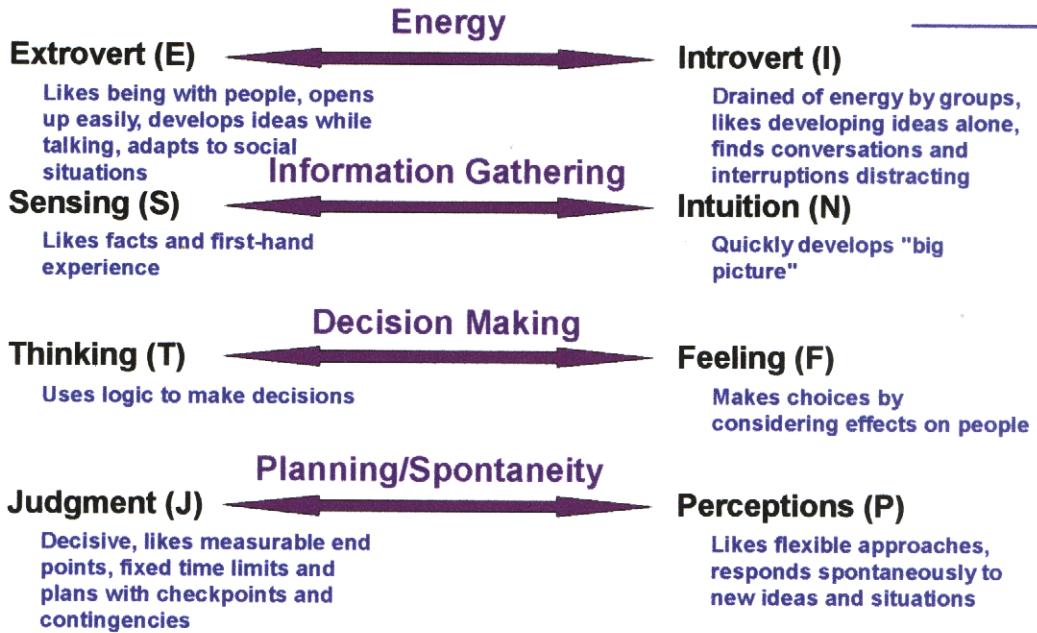 Energy
Extrovert (E)
Introvert (I)
Likes being with people, opens
up easily, develops ideas while
talking, adapts to social
situations
Drained of energy by groups,
likes developing ideas alone,
finds conversations and
interruptions distracting
Information Gathering
Sensing (S)
Intuition (N)
Likes facts and first-hand
experience
Quickly develops "big
picture"
Decision Making
Thinking (T)
Feeling (F)
Uses logic to make decisions
Makes choices by
considering effects on people
Planning/Spontaneity
Judgment (J)
Perceptions (P)
Decisive, likes measurable end
points, fixed time limits and
plans with checkpoints and
contingencies
Likes flexible approaches,
responds spontaneously to
new ideas and situations